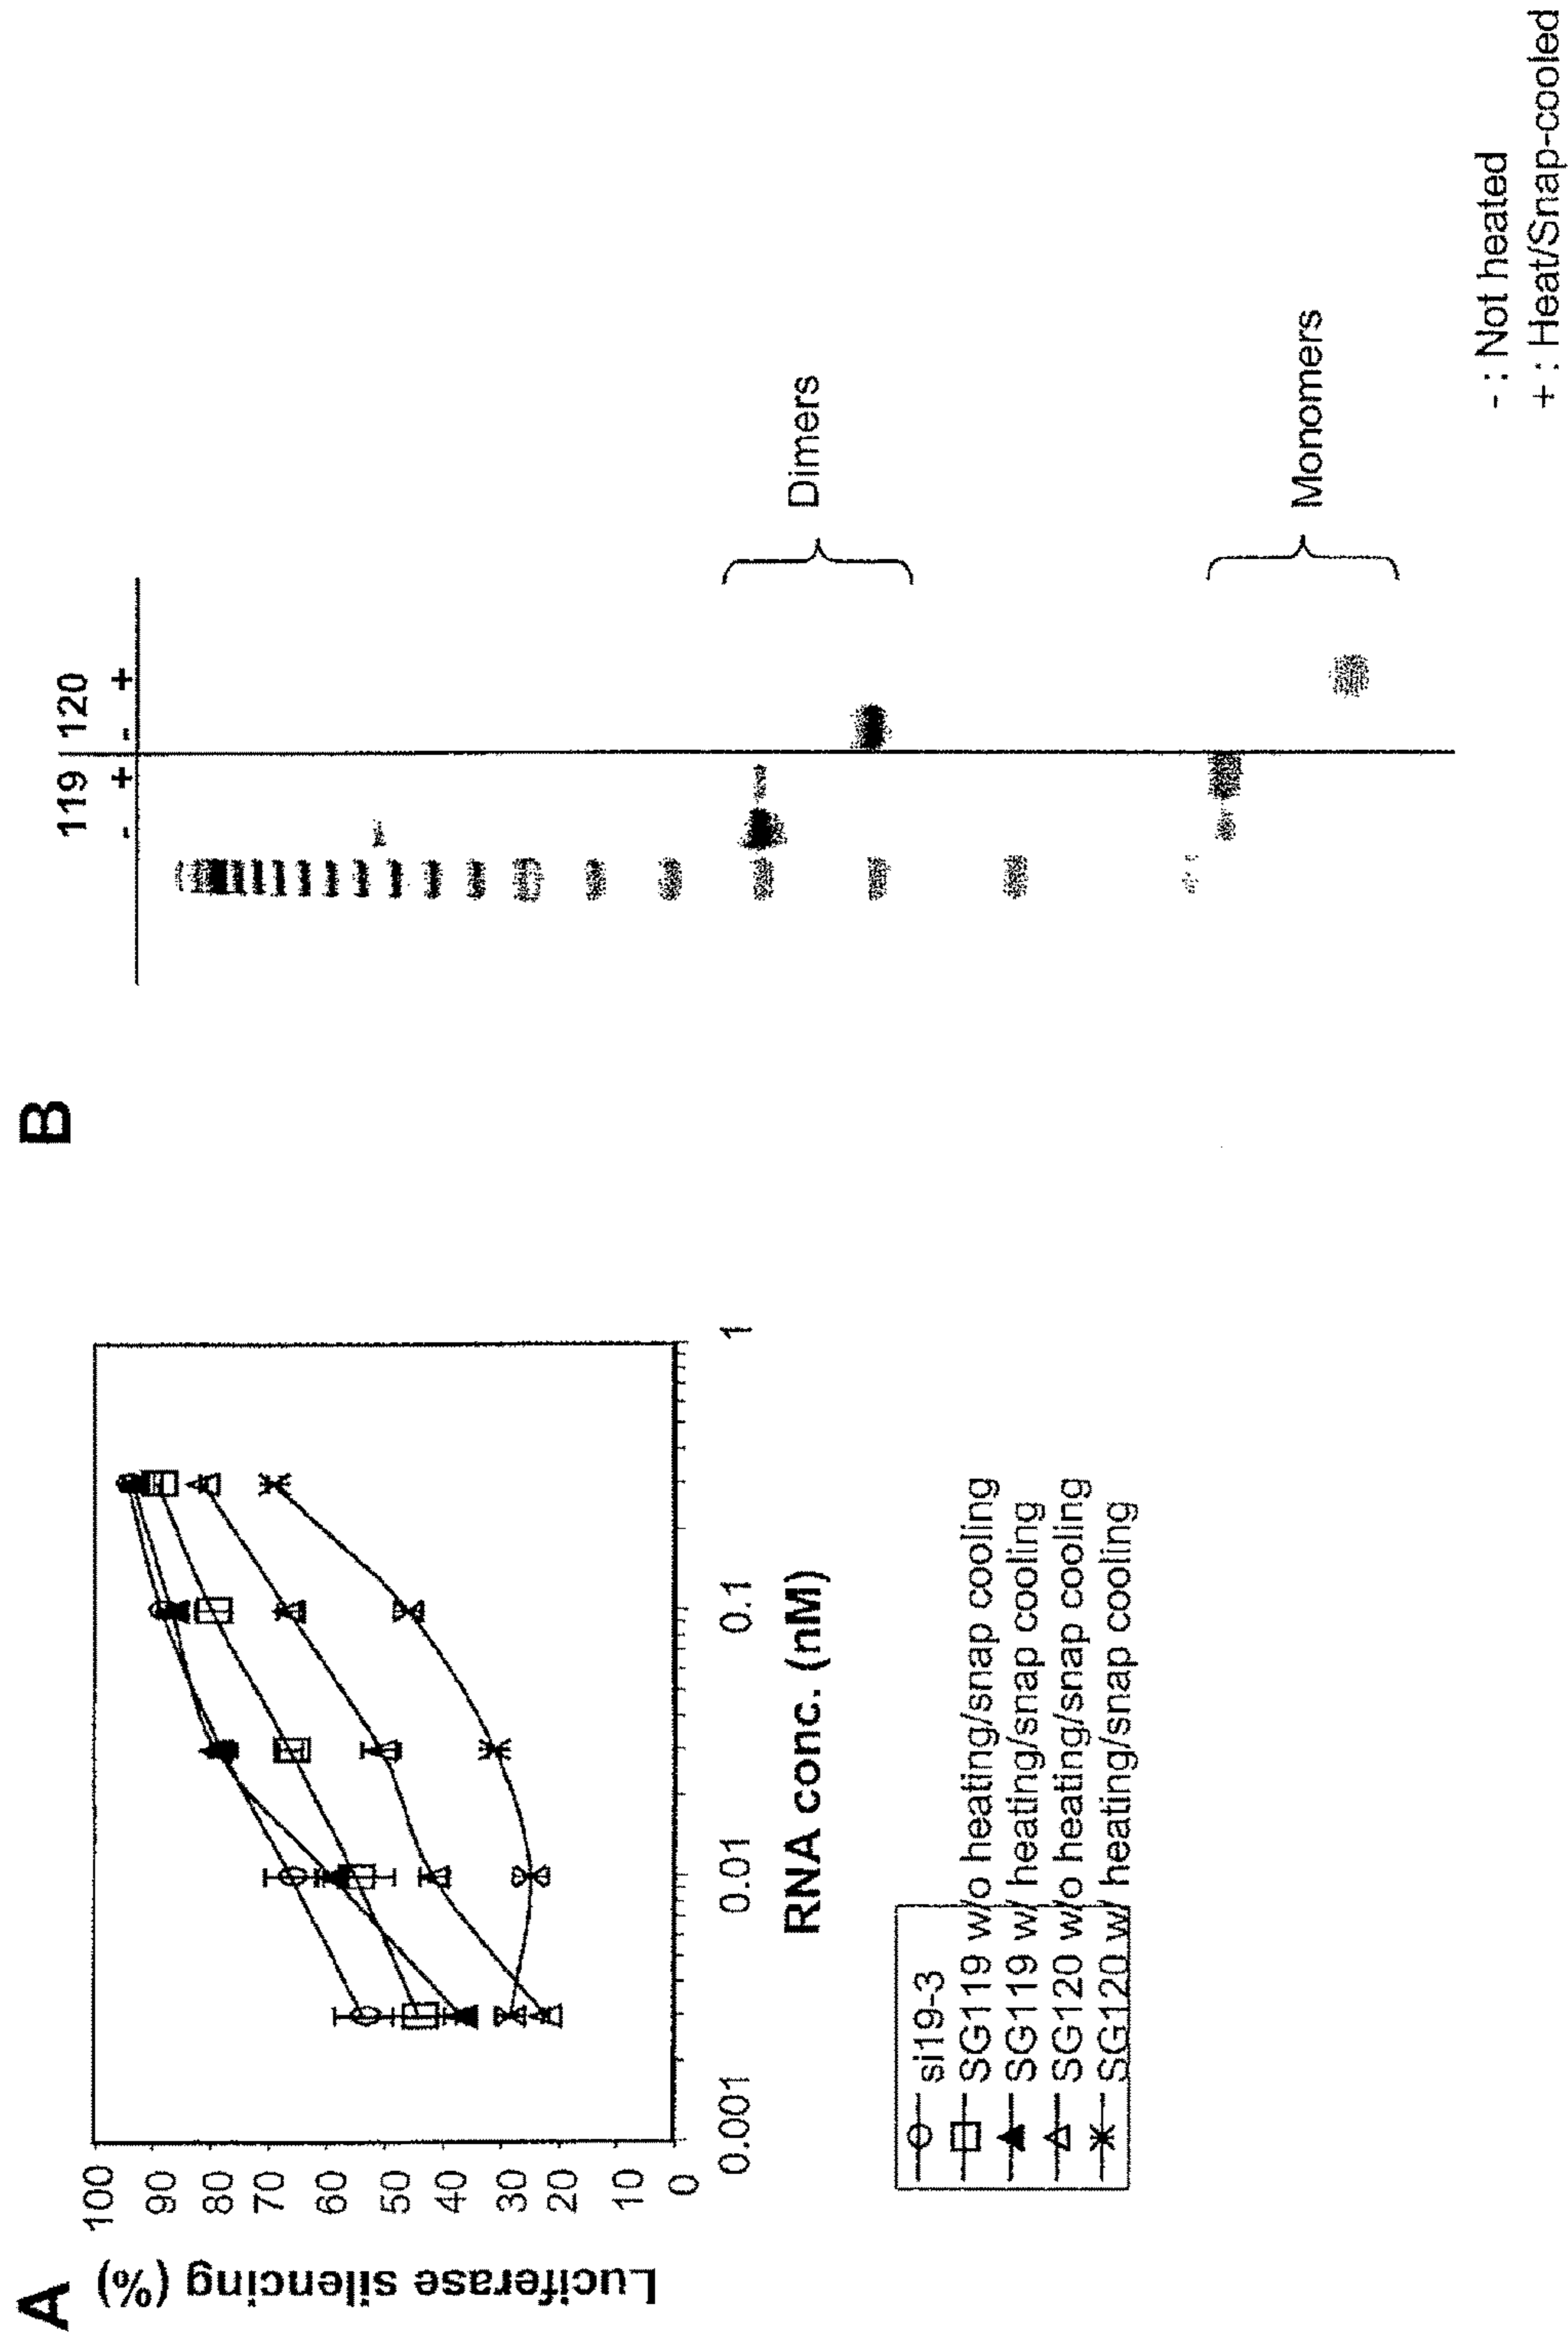 A
Luciferase silencing (%)
100
90
80
70
60
50
40
30
20
10
0
0.001
0.01
0.1
1
RNA conc. (nM)
si19-3
SG119 w/o heating/snap cooling
SG119 w/ heating/snap cooling
SG120 w/o heating/snap cooling
SG120 w/ heating/snap cooling
B
119 120
- + - +
Dimers
Monomers
- : Not heated
+ : Heat/Snap-cooled